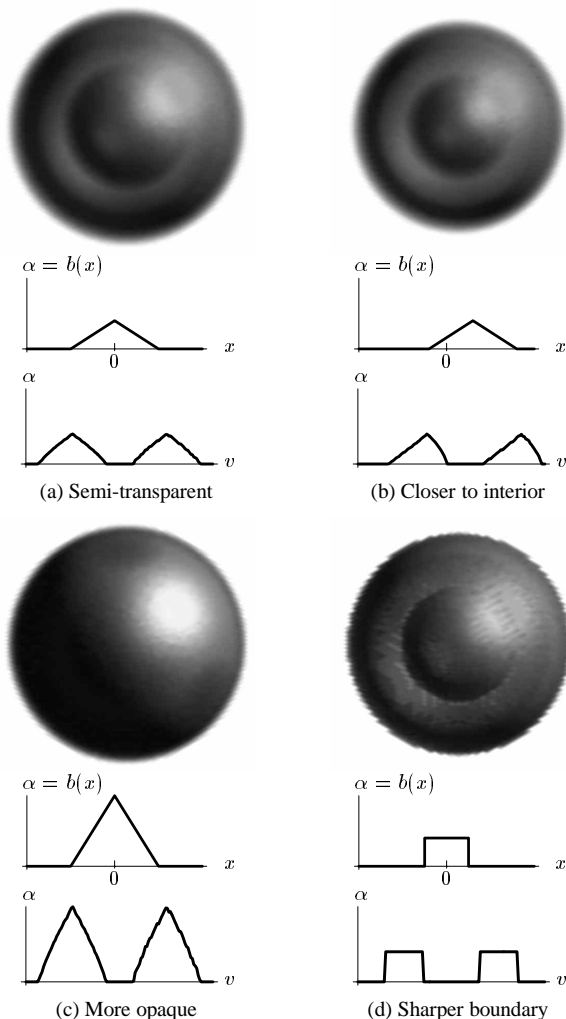 α = b(x)
x
0
α
v
(a) Semi-transparent
α = b(x)
x
0
α
v
(b) Closer to interior
α = b(x)
x
0
α
v
(c) More opaque
α = b(x)
x
0
α
v
(d) Sharper boundary